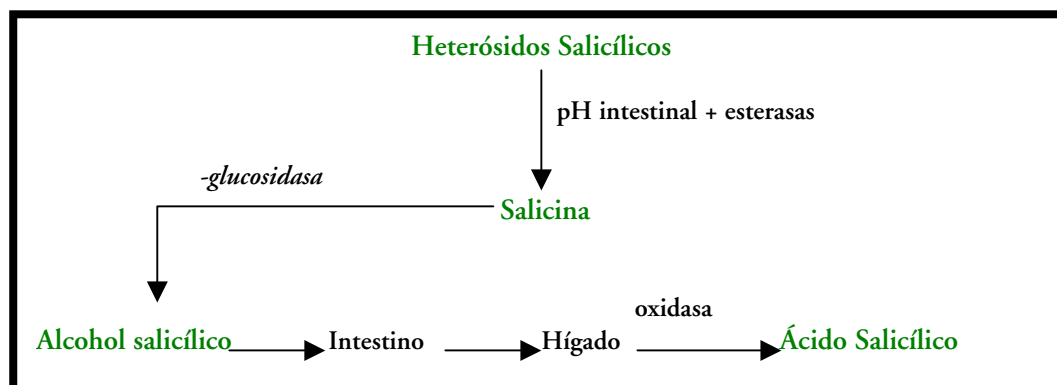 Heterósidos Salicílicos
pH intestinal + esterasas
-glucosidasa
Salicina
oxidasa
Alcohol salicílico Intestino Hígado Ácido Salicílico